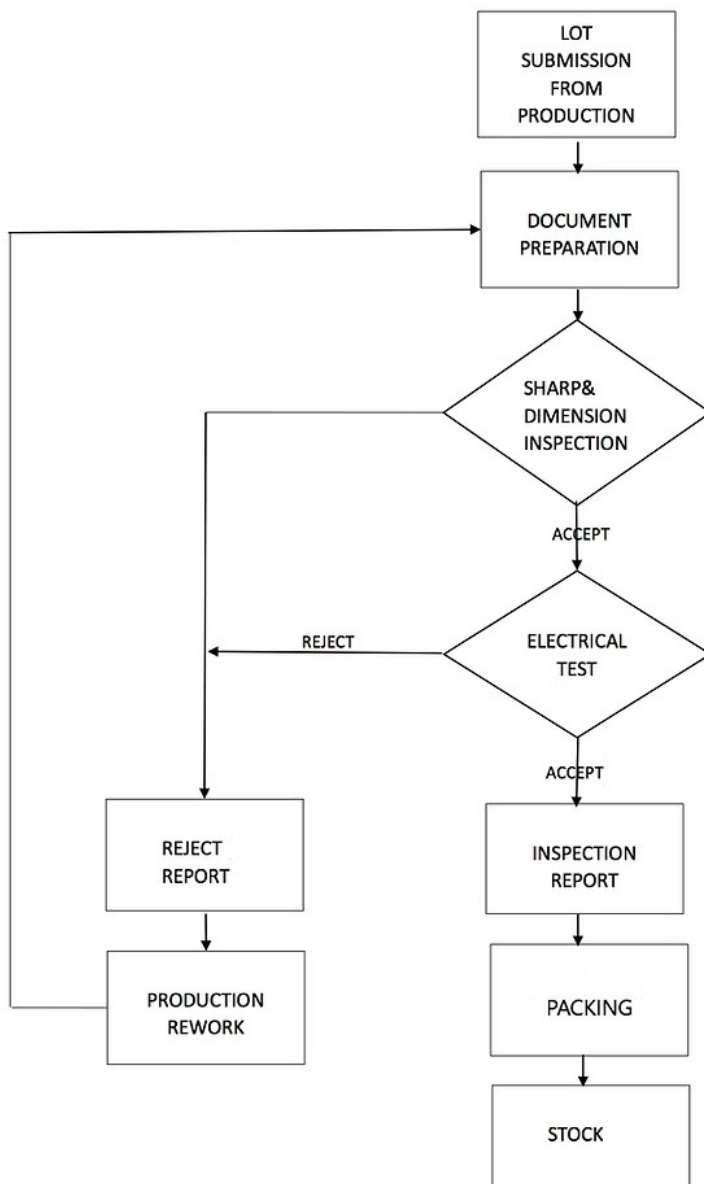 LOT
SUBMISSION
FROM
PRODUCTION
DOCUMENT
PREPARATION
SHARP&
DIMENSION
INSPECTION
ACCEPT
REJECT
ELECTRICAL
TEST
ACCEPT
REJECT
REPORT
INSPECTION
REPORT
PRODUCTION
REWORK
PACKING
STOCK